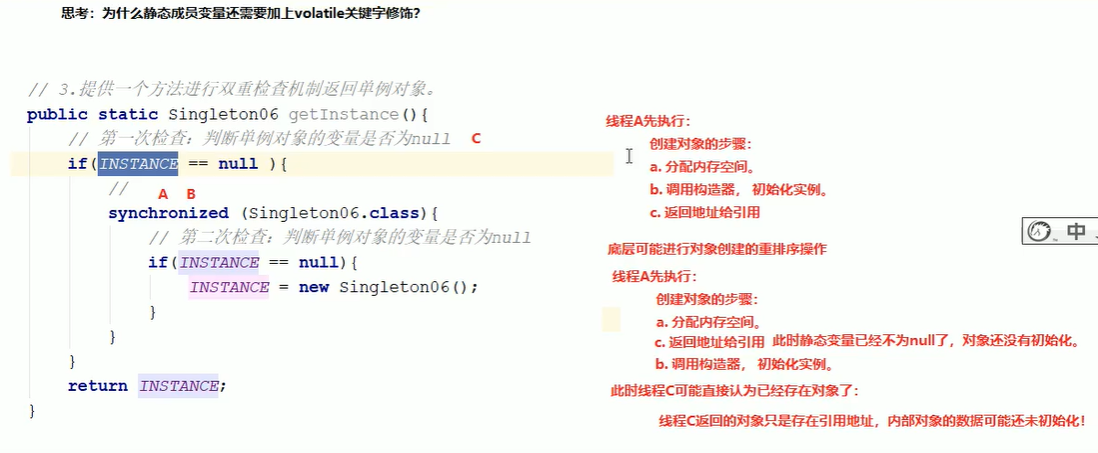 思考：为什么静态成员变量还需要加上volatile关键字修饰？
// 3.提供一个方法进行双重检查机制返回单例对象。
public static Singleton06 getInstance(){
// 第一次检查：判断单例对象的变量是否为null C
if(INSTANCE == null ){
// A B
synchronized (Singleton06.class){
// 第二次检查：判断单例对象的变量是否为null
if(INSTANCE == null){
INSTANCE = new Singleton06();
}
}
}
return INSTANCE;
}
线程A先执行：
创建对象的步骤：
a. 分配内存空间。
b. 调用构造器，初始化实例。
c. 返回地址给引用
底层可能进行对象创建的重排序操作
线程A先执行：
创建对象的步骤：
a. 分配内存空间。
c. 返回地址给引用 此时静态变量已经不为null了，对象还没有初始化。
b. 调用构造器，初始化实例。
此时线程C可能直接认为已经存在对象了：
线程C返回的对象只是存在引用地址，内部对象的数据可能还未初始化！
中